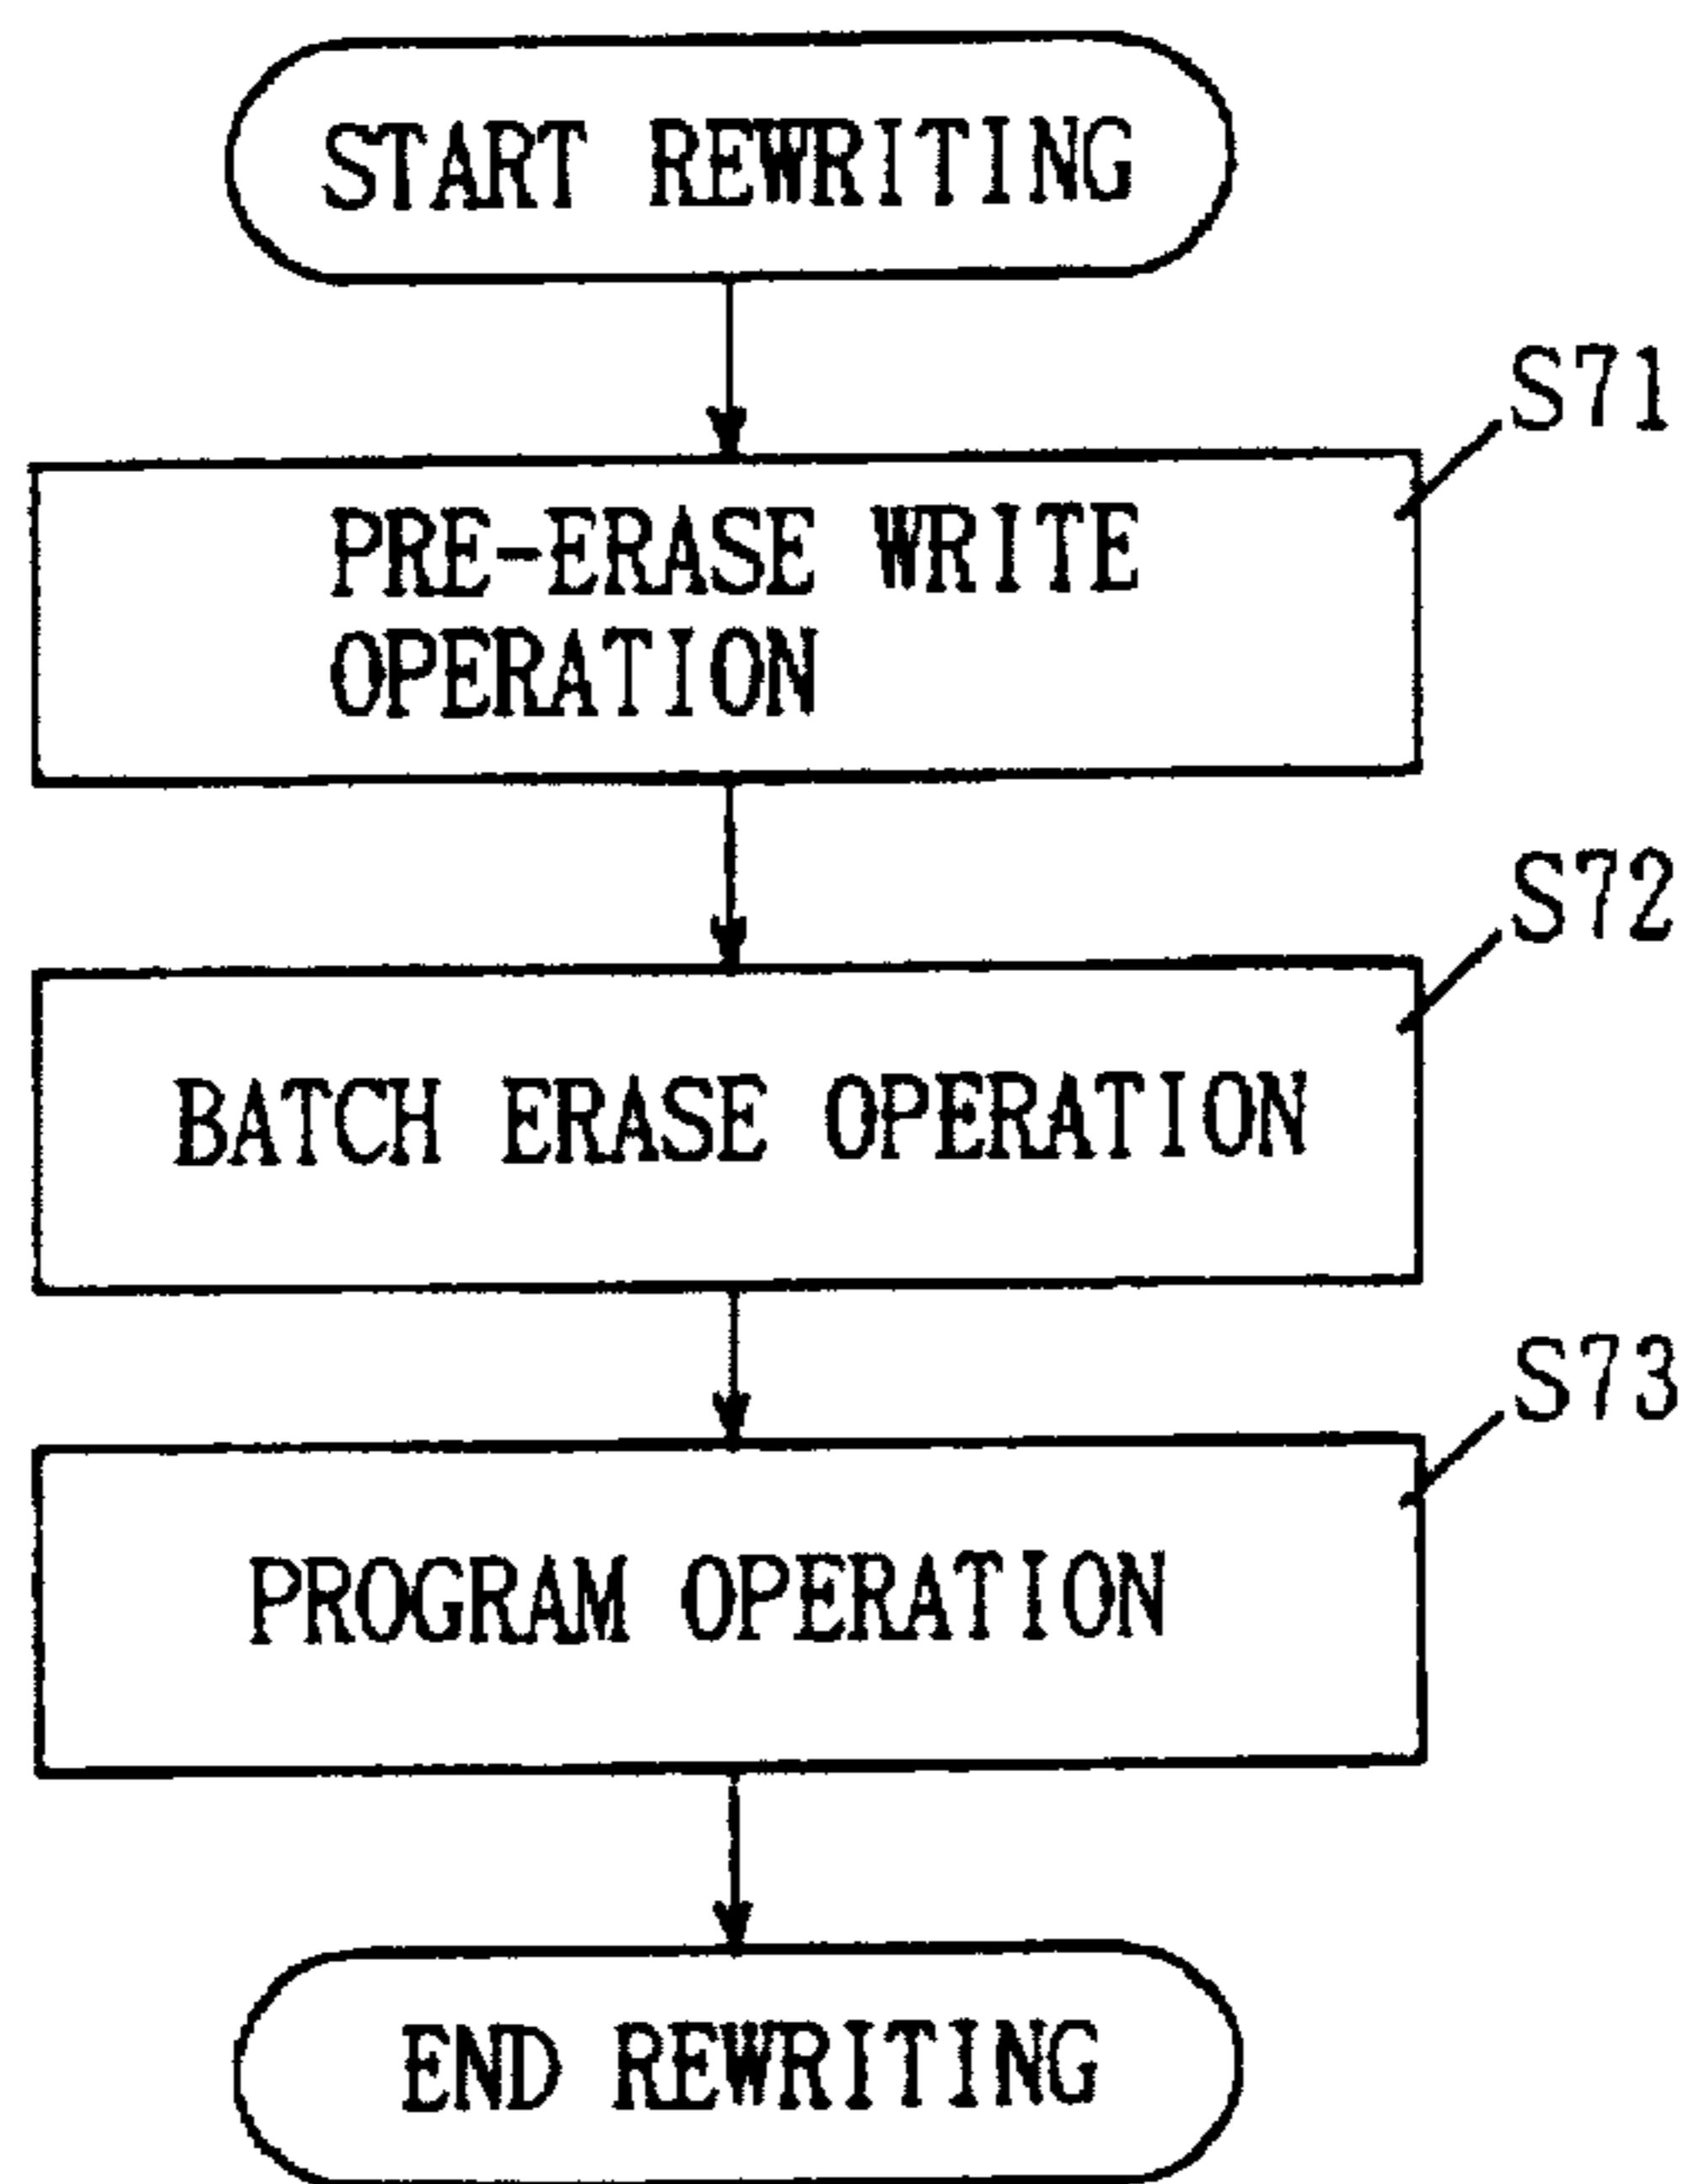 START REWRITING
S71
PRE-ERASE WRITE
OPERATION
S72
BATCH ERASE OPERATION
S73
PROGRAM OPERATION
END REWRITING